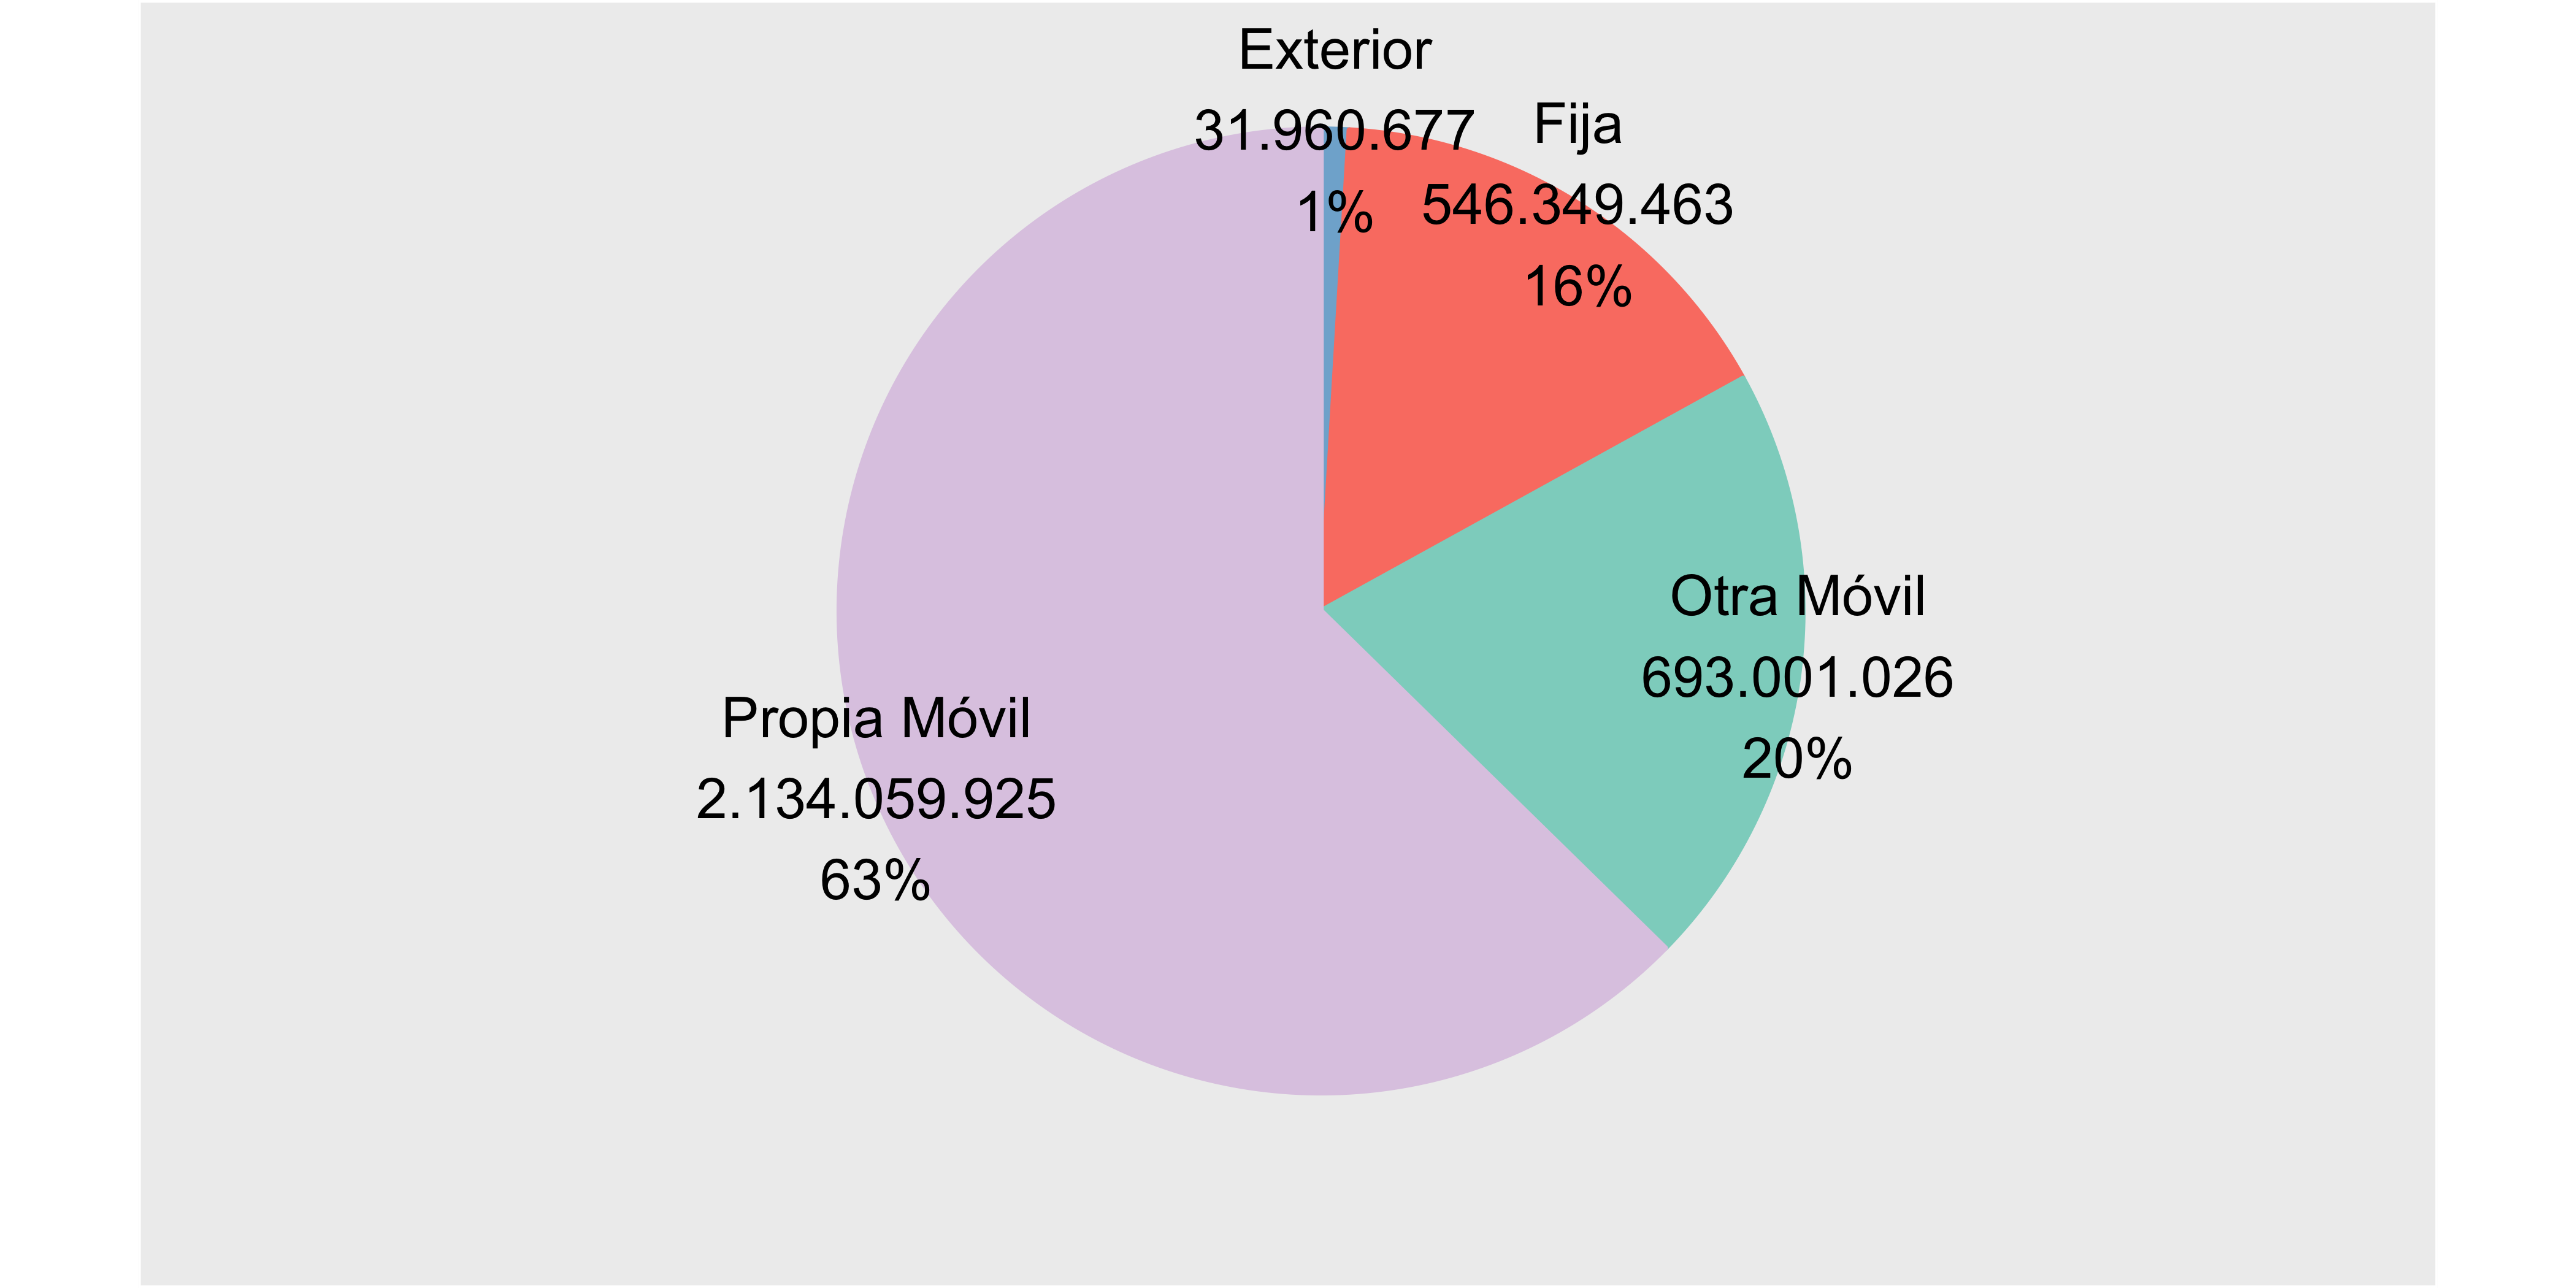 Exterior
31.960.677
1%
Fija
546.349.463
16%
Otra Móvil
693.001.026
20%
Propia Móvil
2.134.059.925
63%